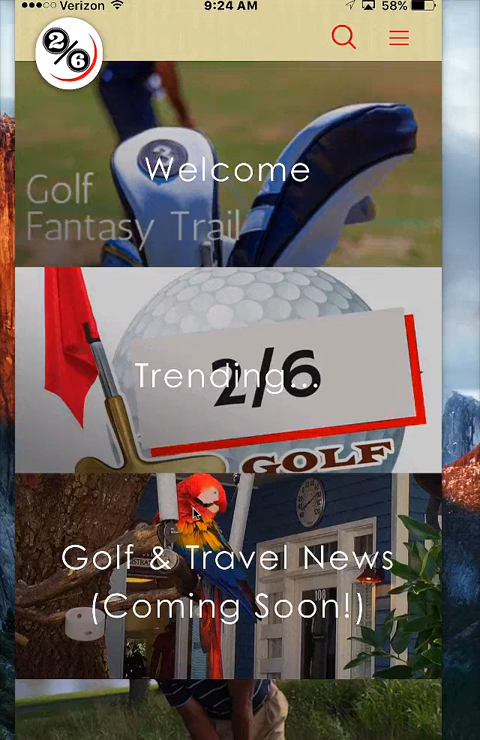 Verizon 9:24 AM 58%
2/6
Welcome
Golf
Fantasy Trail
2/6
Trending...
GOLF
Golf & Travel News
(Coming Soon!)
108